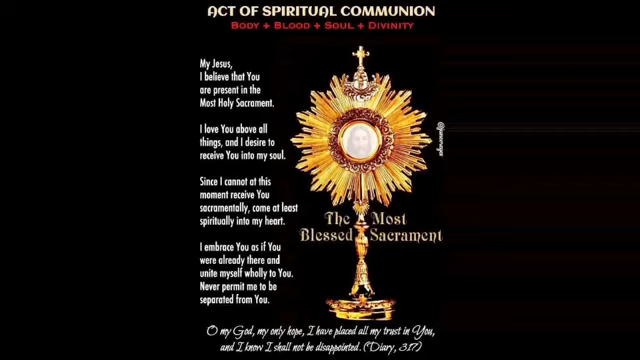 ACT OF SPIRITUAL COMMUNION
BODY + BLOOD + SOUL + DIVINITY
My Jesus,
I believe that You
are present in the
Most Holy Sacrament.
I love You above all
things, and I desire to
receive You into my soul.
Since I cannot at this
moment receive You
sacramentally, come at least
spiritually into my heart.
I embrace You as if You
were already there and
unite myself wholly to You.
Never permit me to be
separated from You.
The Most
Blessed Sacrament
O my God, my only hope, I have placed all my trust in You,
and I know I shall not be disappointed. (Diary, 317)